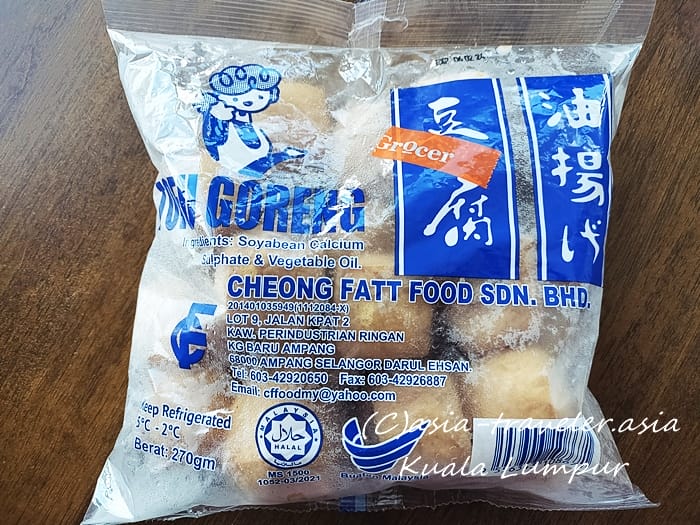 油揚げ
豆腐
Grocer
GORENG
Ingredients: Soyabean Calcium
Sulphate & Vegetable Oil.
CHEONG FATT FOOD SDN. BHD.
201401035949(1112084-X)
LOT 9, JALAN KPAT 2
KAW. PERINDUSTRIAN RINGAN
KG BARU AMPANG
68000 AMPANG SELANGOR DARUL EHSAN.
Tel: 603-42920650 Fax: 603-42926887
Email: cffoodmy@yahoo.com
CF
Keep Refrigerated
5°C - 2°C
Berat: 270gm
MALAYSIA
حلال
HALAL
MS 1500
1052-03/2021
Buatan Malaysia
(C)asia-traveler.asia
Kuala Lumpur